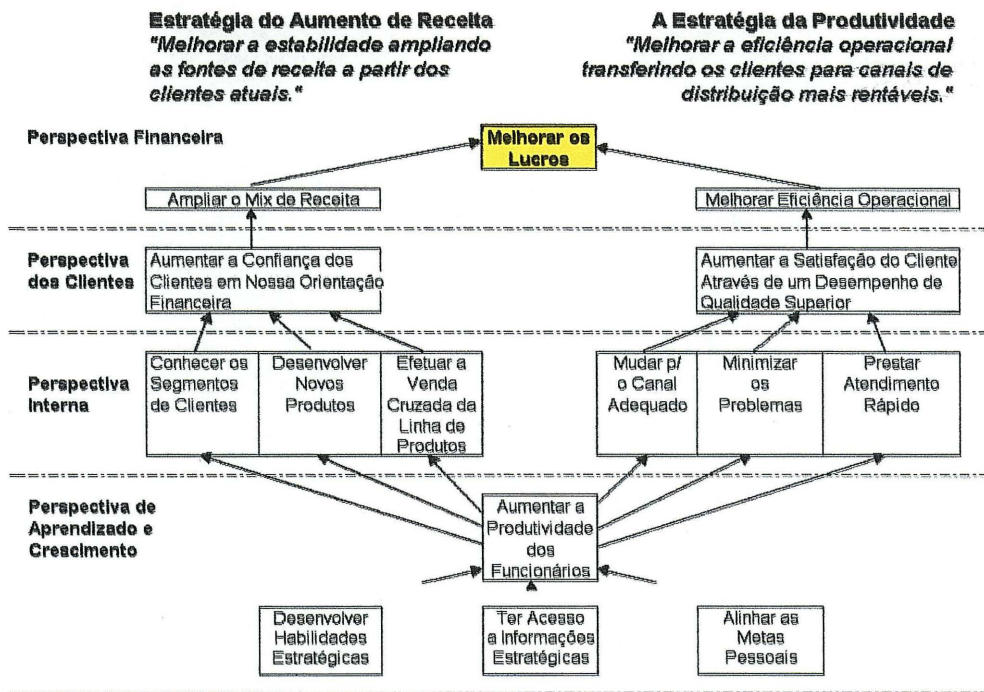 Estratégia do Aumento de Receita
"Melhorar a estabilidade ampliando
as fontes de receita a partir dos
clientes atuais."
A Estratégia da Produtividade
"Melhorar a eficiência operacional
transferindo os clientes para canais de
distribuição mais rentáveis."
Perspectiva Financeira
Melhorar os
Lucros
Ampliar o Mix de Receita
Melhorar Eficiência Operacional
Perspectiva
dos Clientes
Aumentar a Confiança dos
Clientes em Nossa Orientação
Financeira
Aumentar a Satisfação do Cliente
Através de um Desempenho de
Qualidade Superior
Perspectiva
Interna
Conhecer os
Segmentos
de Clientes
Desenvolver
Novos
Produtos
Efetuar a
Venda
Cruzada da
Linha de
Produtos
Mudar p/
o Canal
Adequado
Minimizar
os
Problemas
Prestar
Atendimento
Rápido
Perspectiva de
Aprendizado e
Crescimento
Aumentar a
Produtividade
dos
Funcionários
Desenvolver
Habilidades
Estratégicas
Ter Acesso
a Informações
Estratégicas
Alinhar as
Metas
Pessoais